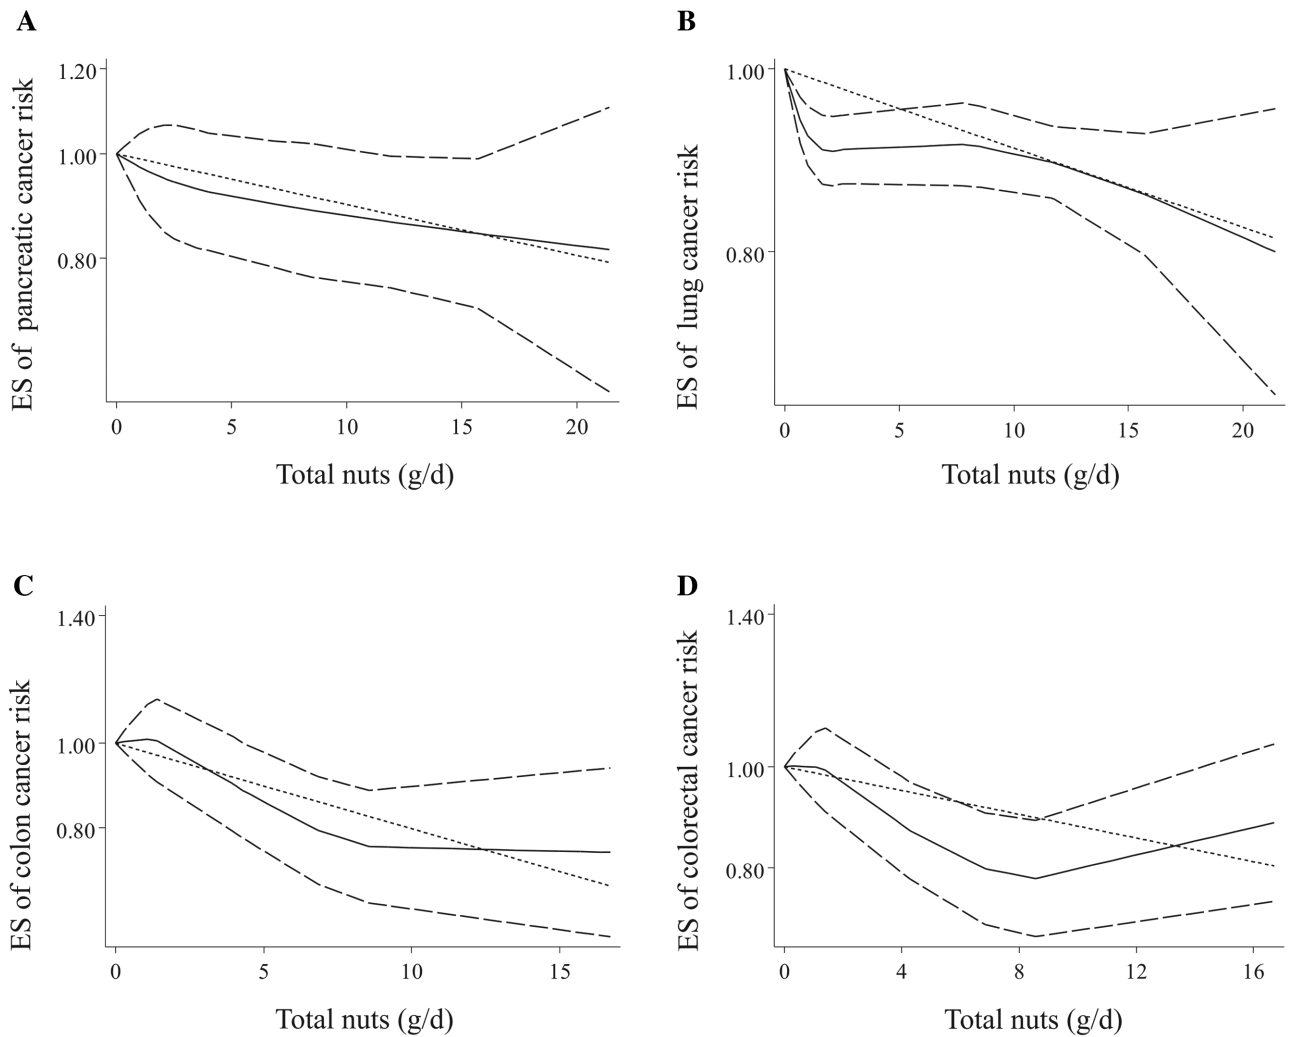 A
ES of pancreatic cancer risk
1.20
1.00
0.80
0 5 10 15 20
Total nuts (g/d)
B
ES of lung cancer risk
1.00
0.80
0 5 10 15 20
Total nuts (g/d)
C
ES of colon cancer risk
1.40
1.00
0.80
0 5 10 15
Total nuts (g/d)
D
ES of colorectal cancer risk
1.40
1.00
0.80
0 4 8 12 16
Total nuts (g/d)